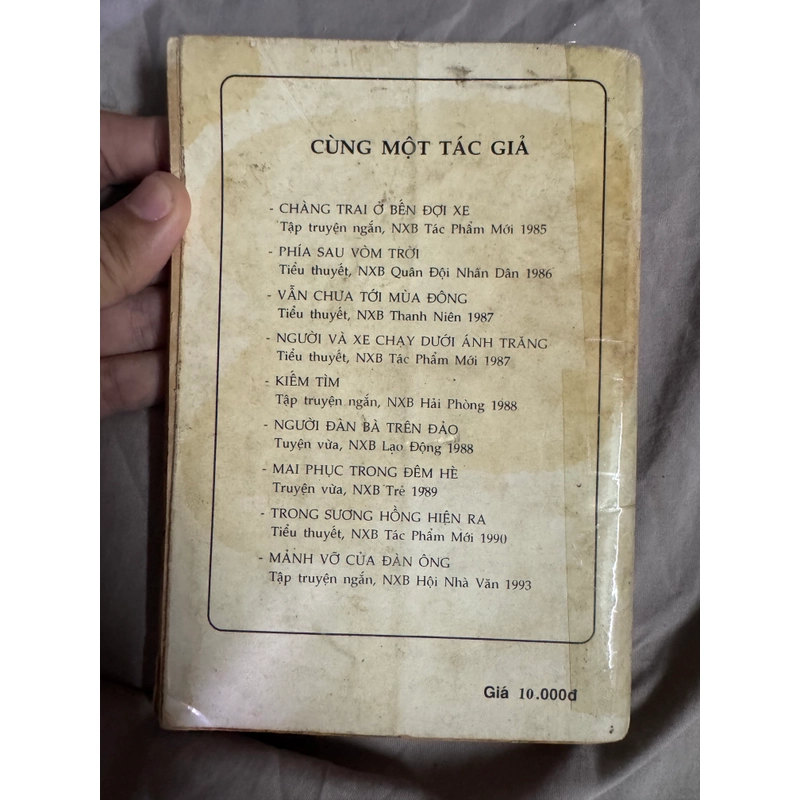 CÙNG MỘT TÁC GIẢ
- CHÀNG TRAI Ở BẾN ĐỢI XE
Tập truyện ngắn, NXB Tác Phẩm Mới 1985
- PHÍA SAU VÒM TRỜI
Tiểu thuyết, NXB Quân Đội Nhân Dân 1986
- VẪN CHƯA TỚI MÙA ĐÔNG
Tiểu thuyết, NXB Thanh Niên 1987
- NGƯỜI VÀ XE CHẠY DƯỚI ÁNH TRĂNG
Tiểu thuyết, NXB Tác Phẩm Mới 1987
- KIẾM TÌM
Tập truyện ngắn, NXB Hải Phòng 1988
- NGƯỜI ĐÀN BÀ TRÊN ĐẢO
Tuyện vừa, NXB Lao Động 1988
- MAI PHỤC TRONG ĐÊM HÈ
Truyện vừa, NXB Trẻ 1989
- TRONG SƯƠNG HỒNG HIỆN RA
Tiểu thuyết, NXB Tác Phẩm Mới 1990
- MẢNH VỠ CỦA ĐÀN ÔNG
Tập truyện ngắn, NXB Hội Nhà Văn 1993
Giá 10.000đ